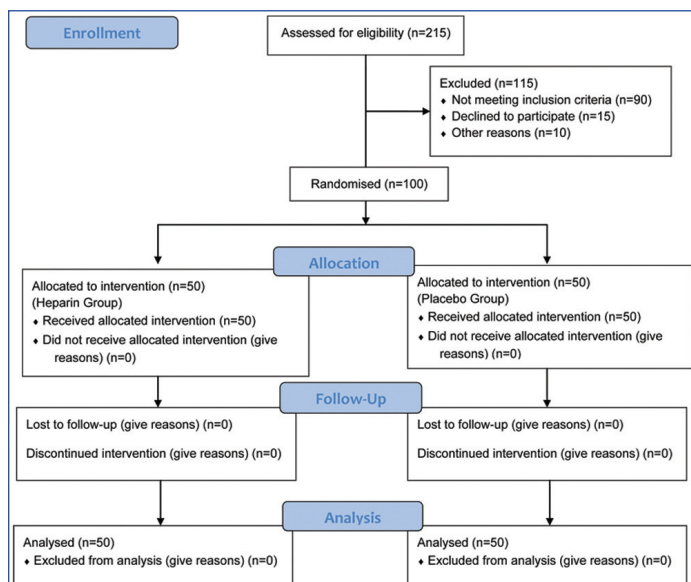 Enrollment
Assessed for eligibility (n=215)
Excluded (n=115)
♦ Not meeting inclusion criteria (n=90)
♦ Declined to participate (n=15)
♦ Other reasons (n=10)
Randomised (n=100)
Allocation
Allocated to intervention (n=50)
(Heparin Group)
♦ Received allocated intervention (n=50)
♦ Did not receive allocated intervention (give
reasons) (n=0)
Allocated to intervention (n=50)
(Placebo Group)
♦ Received allocated intervention (n=50)
♦ Did not receive allocated intervention (give
reasons) (n=0)
Follow-Up
Lost to follow-up (give reasons) (n=0)
Discontinued intervention (give reasons) (n=0)
Lost to follow-up (give reasons) (n=0)
Discontinued intervention (give reasons) (n=0)
Analysis
Analysed (n=50)
♦ Excluded from analysis (give reasons) (n=0)
Analysed (n=50)
♦ Excluded from analysis (give reasons) (n=0)